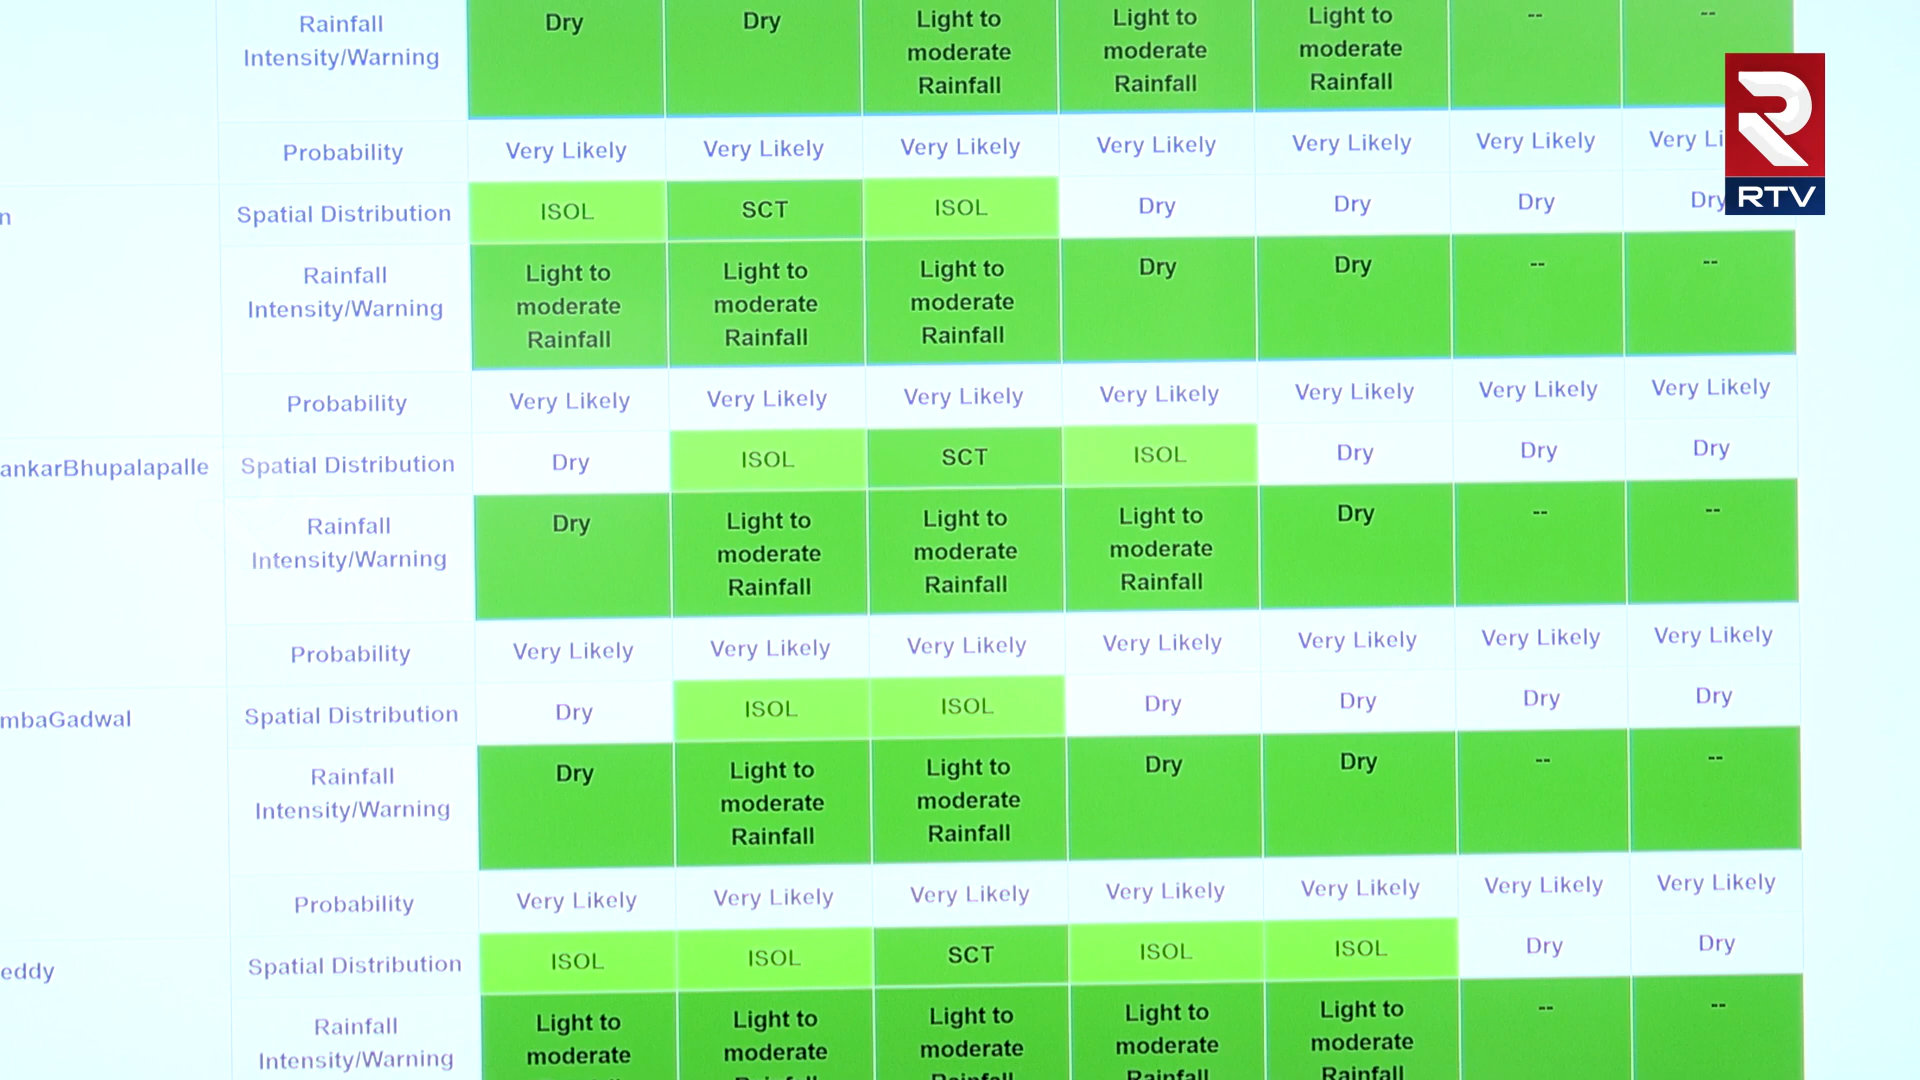 Rainfall Intensity/Warning Dry Dry Light to moderate Rainfall Light to moderate Rainfall Light to moderate Rainfall -- --
RTV
Probability Very Likely Very Likely Very Likely Very Likely Very Likely Very Likely Very Li
n Spatial Distribution ISOL SCT ISOL Dry Dry Dry Dry
Rainfall Intensity/Warning Light to moderate Rainfall Light to moderate Rainfall Light to moderate Rainfall Dry Dry -- --
Probability Very Likely Very Likely Very Likely Very Likely Very Likely Very Likely Very Likely
ankarBhupalapalle Spatial Distribution Dry ISOL SCT ISOL Dry Dry Dry
Rainfall Intensity/Warning Dry Light to moderate Rainfall Light to moderate Rainfall Light to moderate Rainfall Dry -- --
Probability Very Likely Very Likely Very Likely Very Likely Very Likely Very Likely Very Likely
mbaGadwal Spatial Distribution Dry ISOL ISOL Dry Dry Dry Dry
Rainfall Intensity/Warning Dry Light to moderate Rainfall Light to moderate Rainfall Dry Dry -- --
Probability Very Likely Very Likely Very Likely Very Likely Very Likely Very Likely Very Likely
eddy Spatial Distribution ISOL ISOL SCT ISOL ISOL Dry Dry
Rainfall Intensity/Warning Light to moderate Rainfall Light to moderate Rainfall Light to moderate Rainfall Light to moderate Rainfall Light to moderate Rainfall -- --